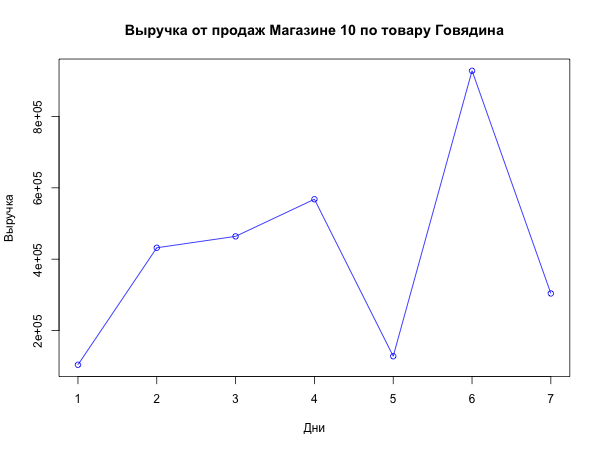 Выручка от продаж Магазине 10 по товару Говядина
Выручка
8e+05
6e+05
4e+05
2e+05
1 2 3 4 5 6 7
Дни